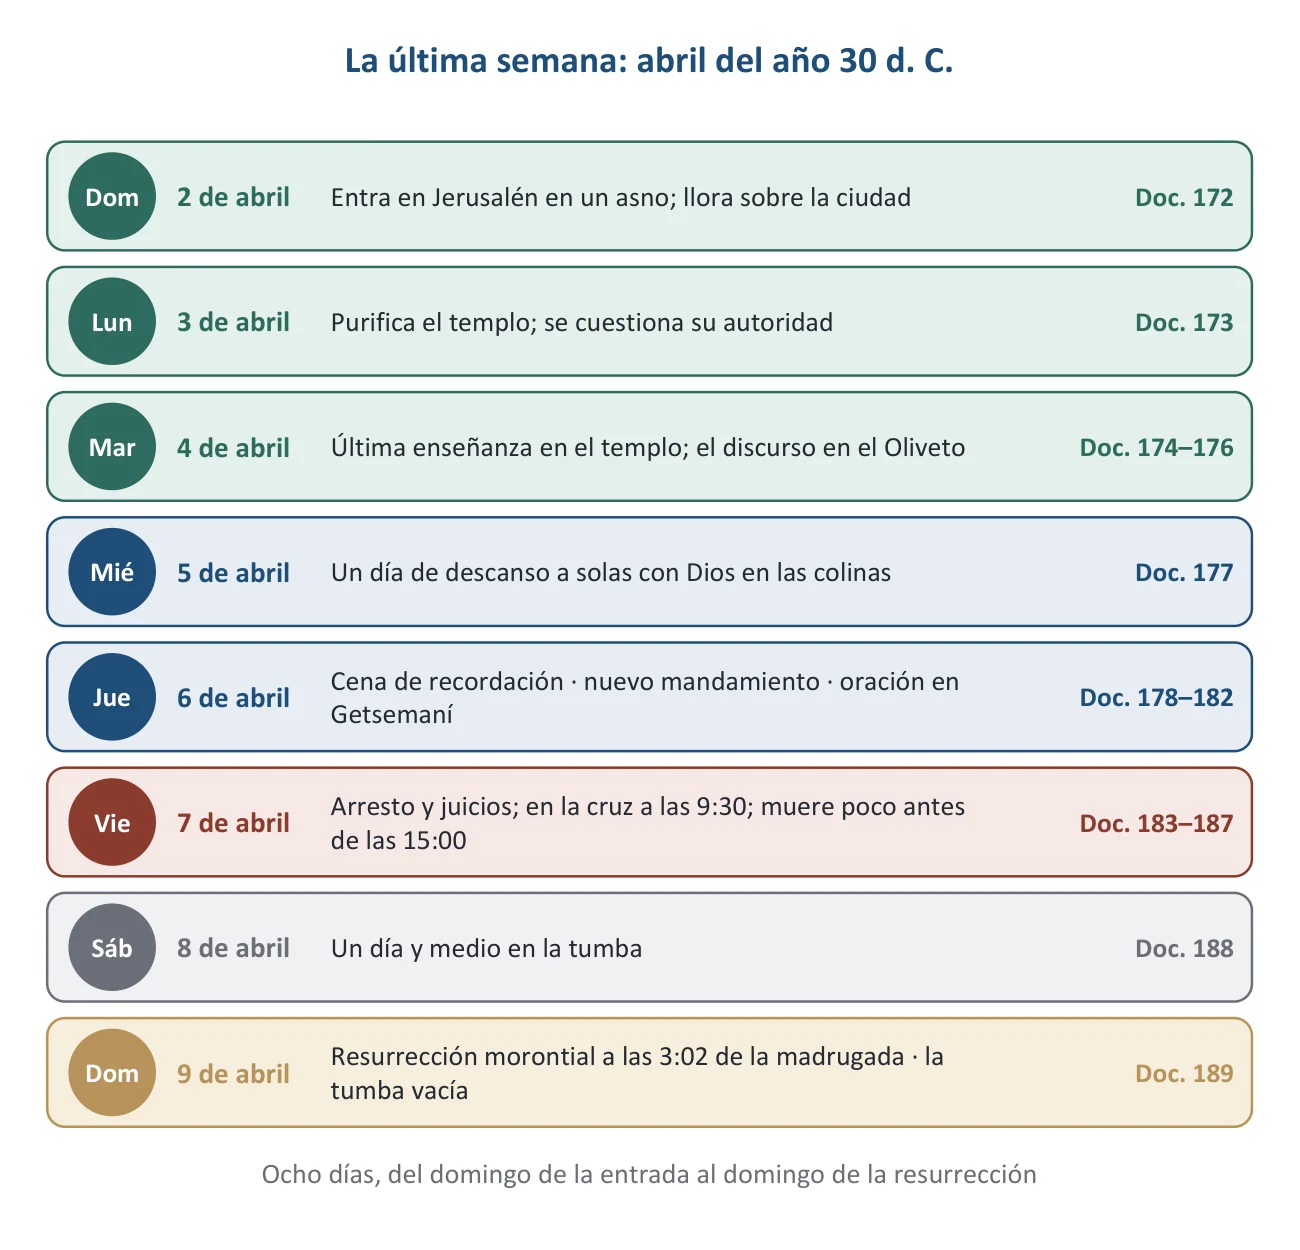 La última semana: abril del año 30 d. C.
Dom 2 de abril Entra en Jerusalén en un asno; llora sobre la ciudad Doc. 172
Lun 3 de abril Purifica el templo; se cuestiona su autoridad Doc. 173
Mar 4 de abril Última enseñanza en el templo; el discurso en el Oliveto Doc. 174–176
Mié 5 de abril Un día de descanso a solas con Dios en las colinas Doc. 177
Jue 6 de abril Cena de recordación · nuevo mandamiento · oración en
Getsemaní Doc. 178–182
Vie 7 de abril Arresto y juicios; en la cruz a las 9:30; muere poco antes
de las 15:00 Doc. 183–187
Sáb 8 de abril Un día y medio en la tumba Doc. 188
Dom 9 de abril Resurrección morontial a las 3:02 de la madrugada · la
tumba vacía Doc. 189
Ocho días, del domingo de la entrada al domingo de la resurrección